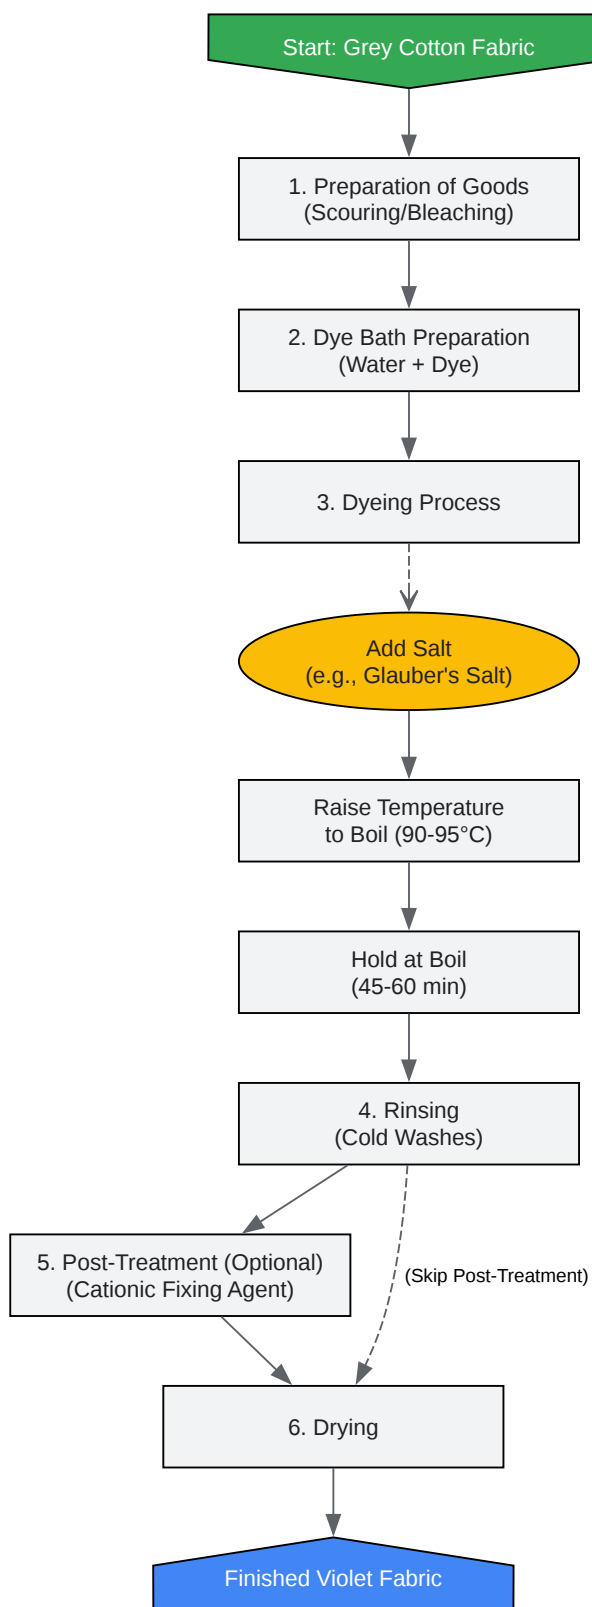 Start: Grey Cotton Fabric
1. Preparation of Goods
(Scouring/Bleaching)
2. Dye Bath Preparation
(Water + Dye)
3. Dyeing Process
Add Salt
(e.g., Glauber's Salt)
Raise Temperature
to Boil (90-95°C)
Hold at Boil
(45-60 min)
4. Rinsing
(Cold Washes)
5. Post-Treatment (Optional)
(Cationic Fixing Agent)
(Skip Post-Treatment)
6. Drying
Finished Violet Fabric